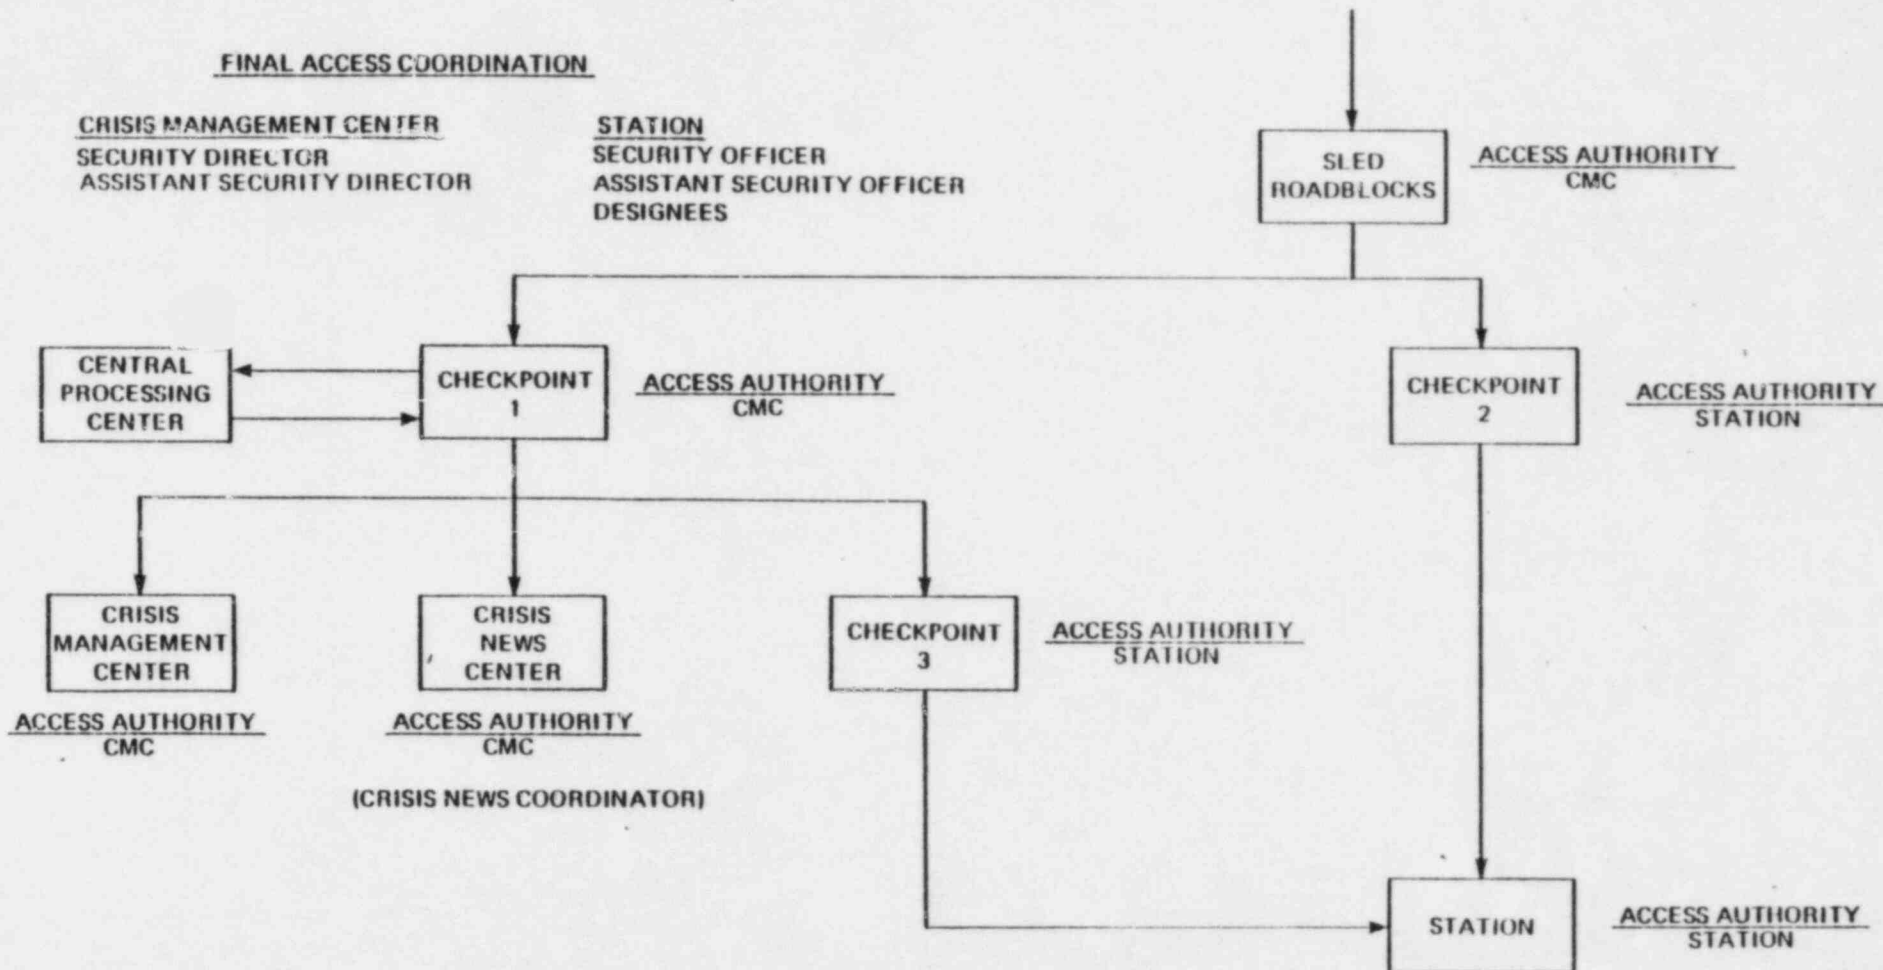 FINAL ACCESS COORDINATION
CRISIS MANAGEMENT CENTER
SECURITY DIRECTOR
ASSISTANT SECURITY DIRECTOR
STATION
SECURITY OFFICER
ASSISTANT SECURITY OFFICER
DESIGNEES
SLED
ROADBLOCKS
ACCESS AUTHORITY
CMC
CENTRAL
PROCESSING
CENTER
CHECKPOINT
1
ACCESS AUTHORITY
CMC
CHECKPOINT
2
ACCESS AUTHORITY
STATION
CRISIS
MANAGEMENT
CENTER
ACCESS AUTHORITY
CMC
CRISIS
NEWS
CENTER
ACCESS AUTHORITY
CMC
(CRISIS NEWS COORDINATOR)
CHECKPOINT
3
ACCESS AUTHORITY
STATION
STATION
ACCESS AUTHORITY
STATION